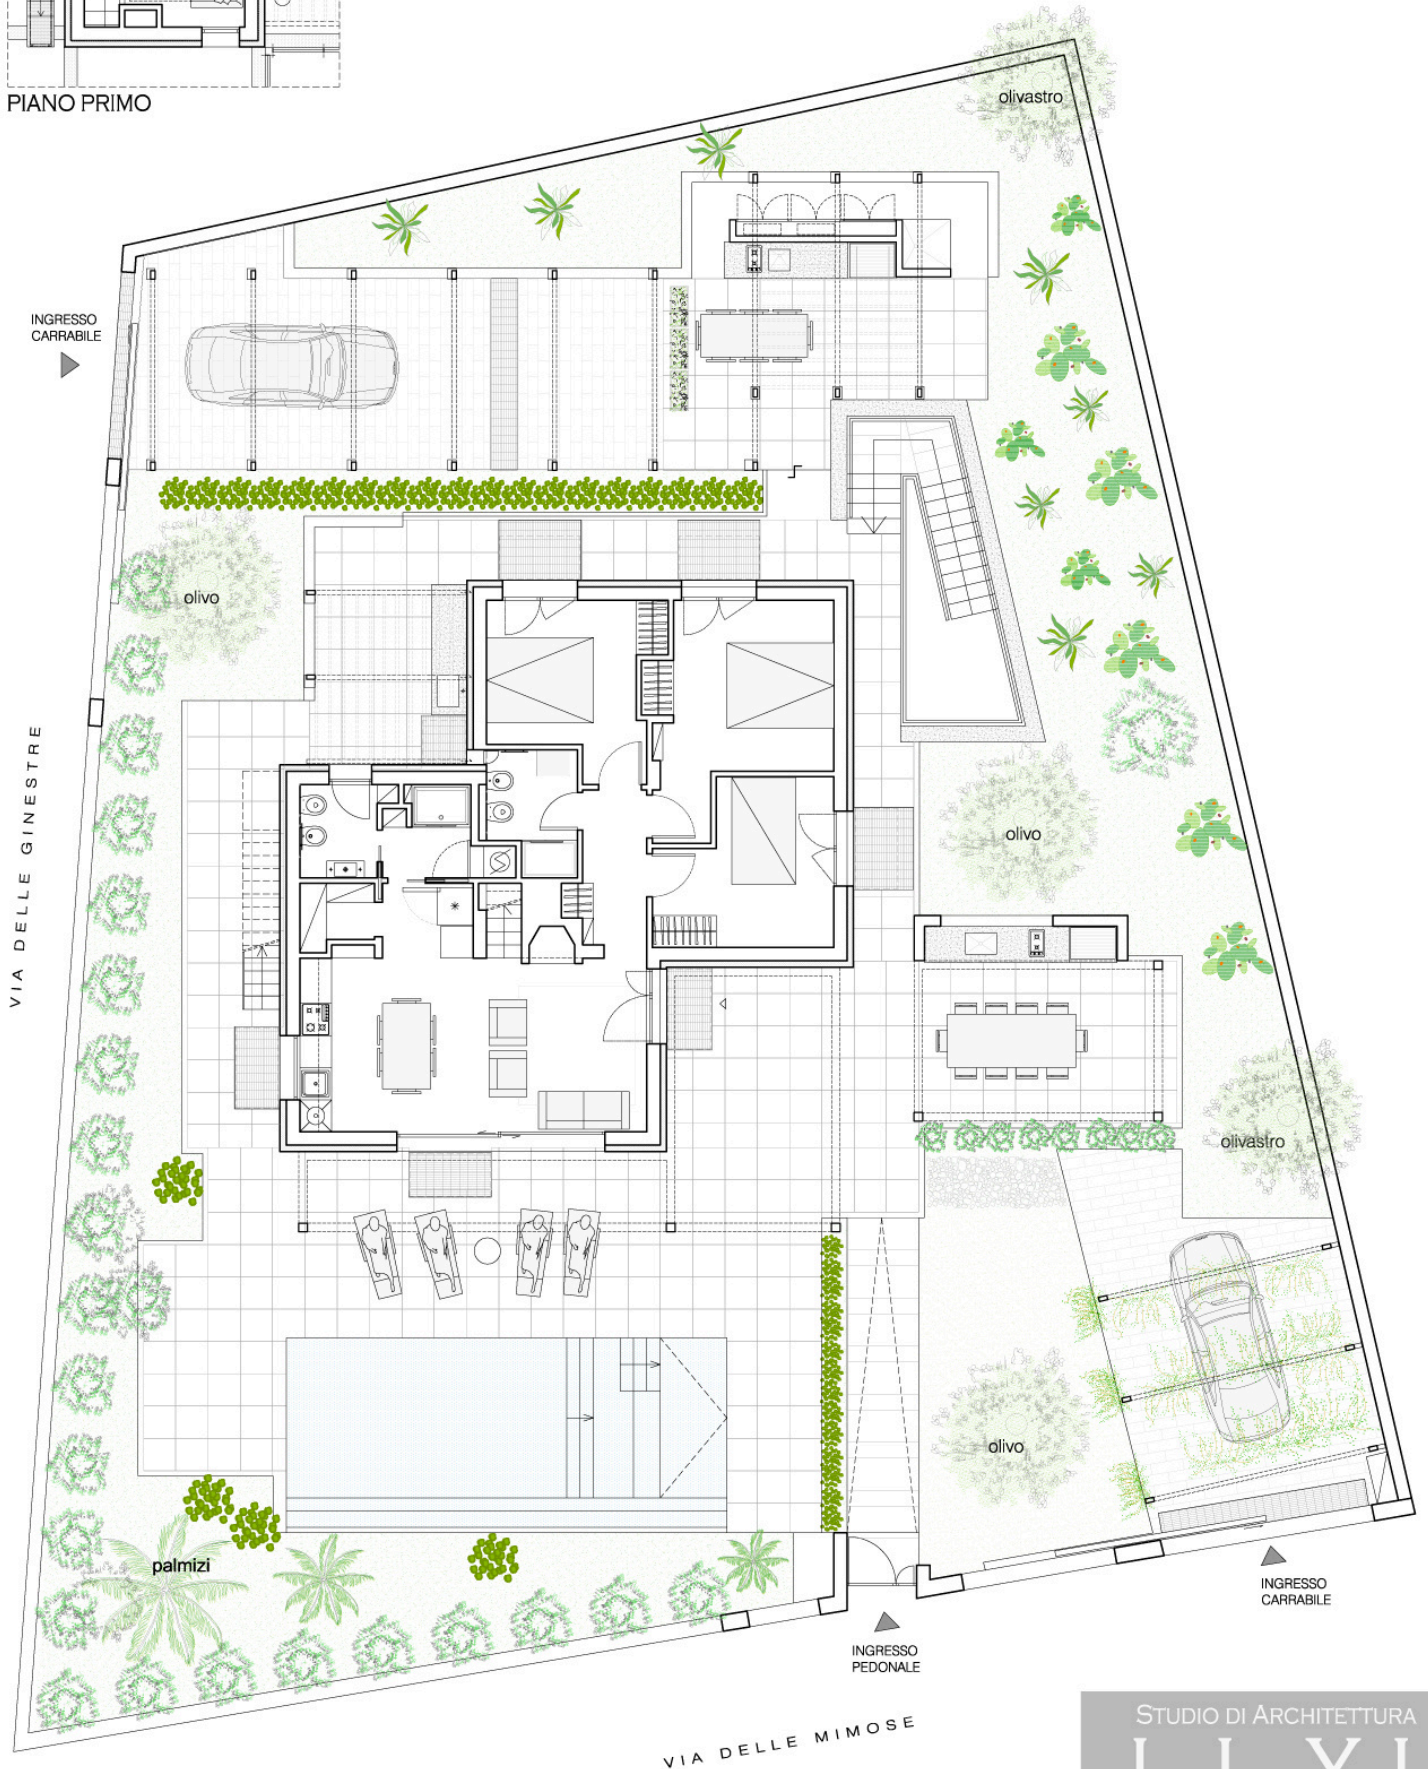 PIANO PRIMO
olivastro
INGRESSO
CARRABILE
olivo
VIA DELLE GINESTRE
olivo
olivastro
olivo
palmizi
INGRESSO
CARRABILE
INGRESSO
PEDONALE
VIA DELLE MIMOSE
STUDIO DI ARCHITETTURA